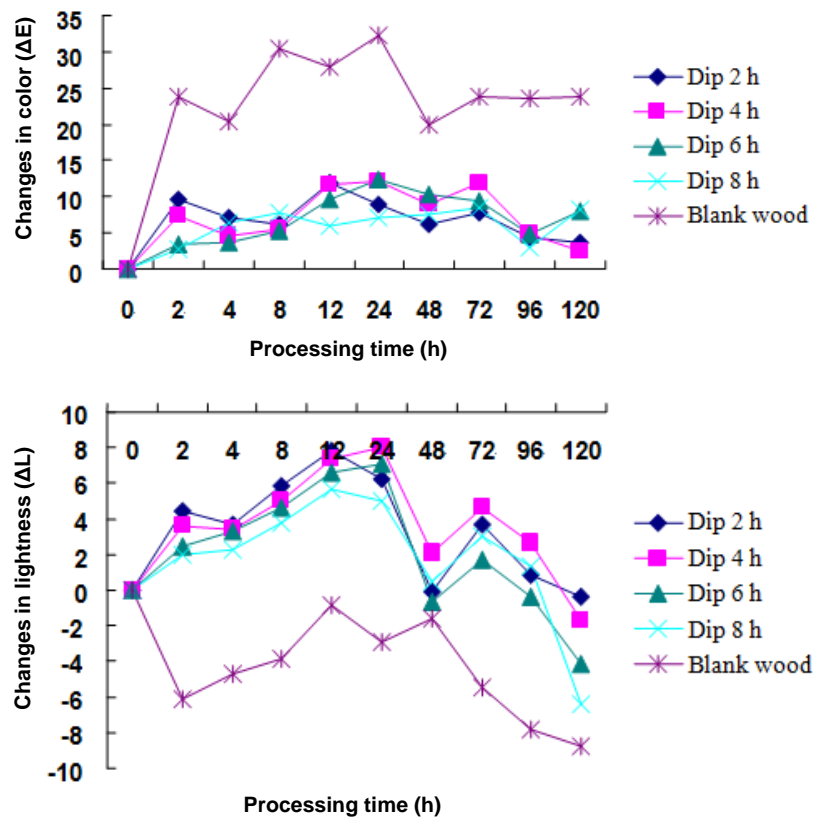 Changes in color (ΔE)
35
30
25
20
15
10
5
0
0 2 4 8 12 24 48 72 96 120
Processing time (h)
Dip 2 h
Dip 4 h
Dip 6 h
Dip 8 h
Blank wood
Changes in lightness (ΔL)
10
8
6
4
2
0
-2
-4
-6
-8
-10
0 2 4 8 12 24 48 72 96 120
Processing time (h)
Dip 2 h
Dip 4 h
Dip 6 h
Dip 8 h
Blank wood